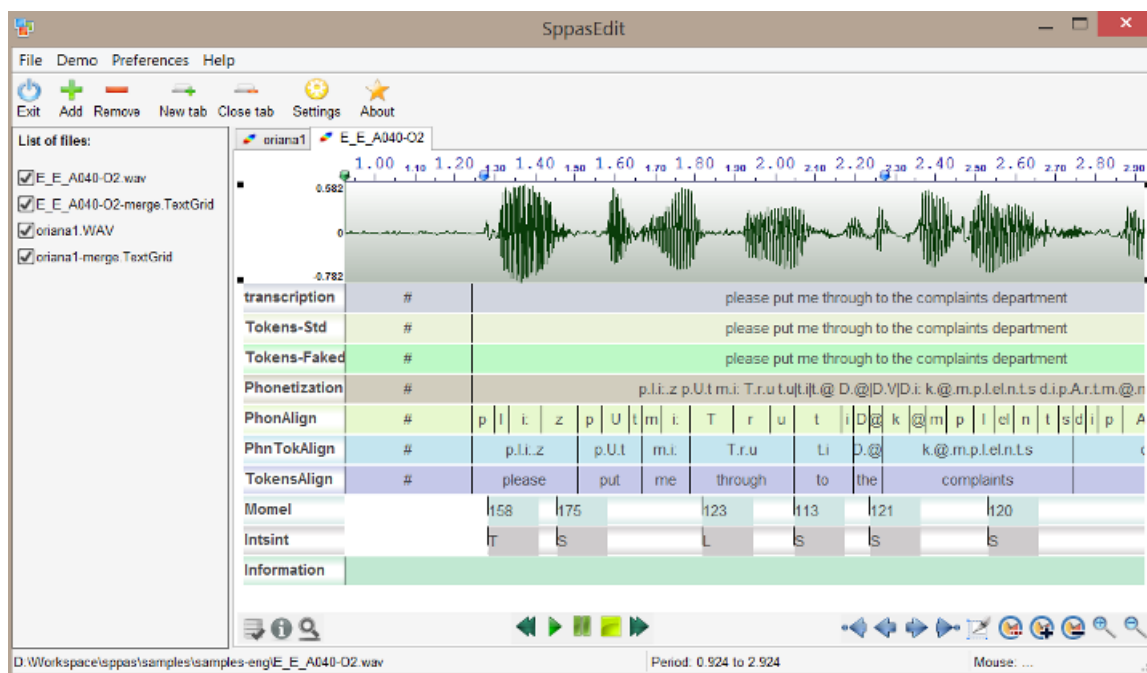 SppasEdit
File Demo Preferences Help
Exit Add Remove New tab Close tab Settings About
List of files:
E_E_A040-O2.wav
E_E_A040-O2-merge.TextGrid
oriana1.WAV
oriana1-merge.TextGrid
oriana1 E_E_A040-O2
1.00 1.10 1.20 1.30 1.40 1.50 1.60 1.70 1.80 1.90 2.00 2.10 2.20 2.30 2.40 2.50 2.60 2.70 2.80 2.90
0.582
0
-0.782
transcription # please put me through to the complaints department
Tokens-Std # please put me through to the complaints department
Tokens-Faked # please put me through to the complaints department
Phonetization # p.l.i:.z p.U.t m.i: T.r.u t.u|t.i|t.@ D.@|D.V|D.i: k.@.m.p.l.eI.n.t.s d.i.p.A.r.t.m.@.n
PhonAlign # p l i: z p U t m i: T r u t i D @ k @ m p l eI n t s d i p A
PhnTokAlign # p.l.i:.z p.U.t m.i: T.r.u t.i D.@ k.@.m.p.l.eI.n.t.s
TokensAlign # please put me through to the complaints
Momel 158 175 123 113 121 120
Intsint T S L S S S
Information
D:\Workspace\sppas\samples\samples-eng\E_E_A040-O2.wav Period: 0.924 to 2.924 Mouse: ...